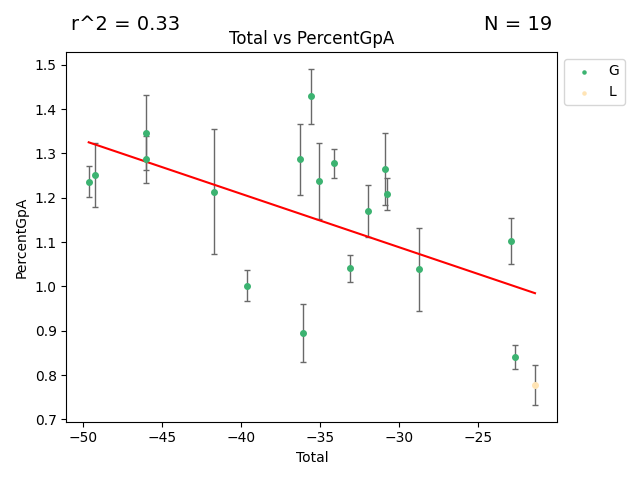 r^2 = 0.33
N = 19
Total vs PercentGpA
G
L
1.5
1.4
1.3
1.2
1.1
1.0
0.9
0.8
0.7
PercentGpA
−50
−45
−40
−35
−30
−25
Total